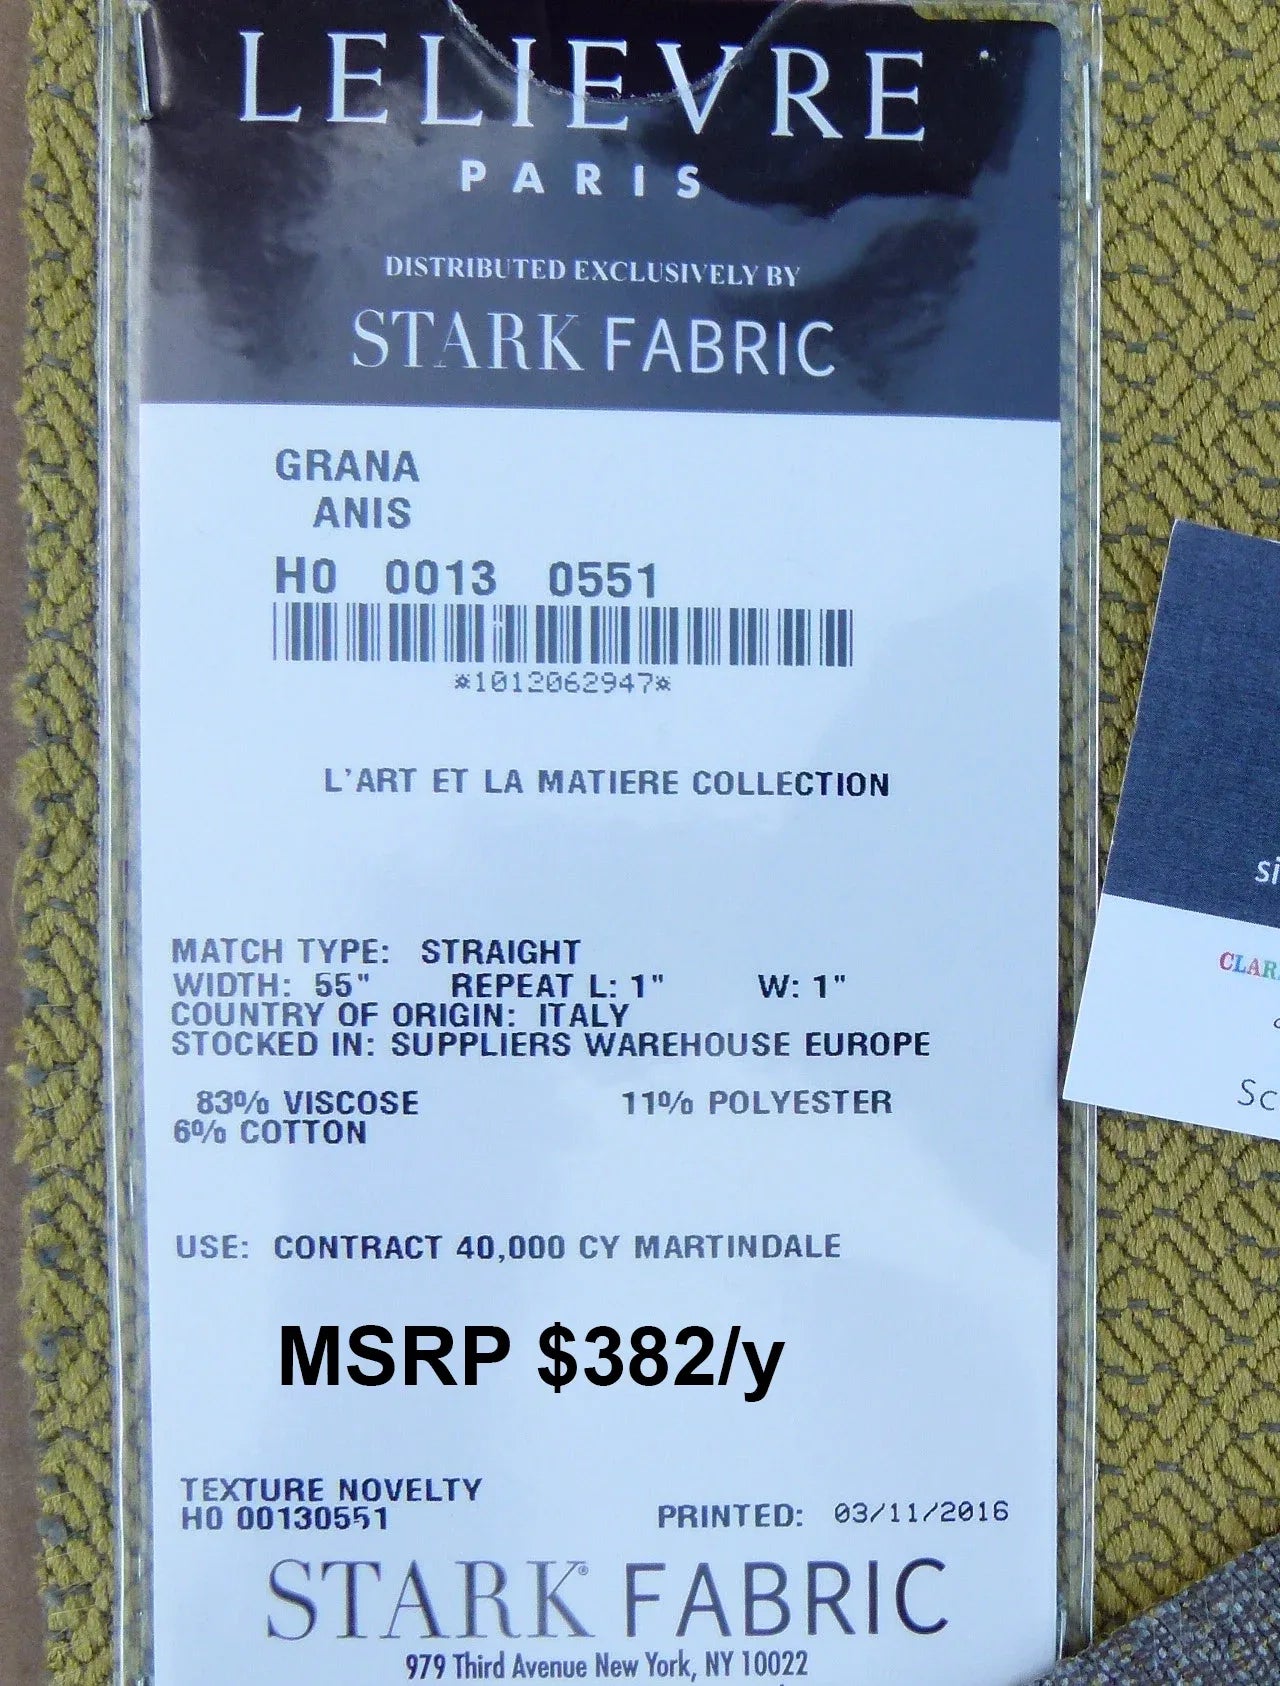 LELIEVRE
PARIS
DISTRIBUTED EXCLUSIVELY BY
STARK FABRIC
GRANA
ANIS
H0 0013 0551
*1012062947*
L'ART ET LA MATIERE COLLECTION
MATCH TYPE: STRAIGHT
WIDTH: 55" REPEAT L: 1" W: 1"
COUNTRY OF ORIGIN: ITALY
STOCKED IN: SUPPLIERS WAREHOUSE EUROPE
83% VISCOSE 11% POLYESTER
6% COTTON
USE: CONTRACT 40,000 CY MARTINDALE
MSRP $382/y
TEXTURE NOVELTY
H0 00130551 PRINTED: 03/11/2016
STARK® FABRIC
979 Third Avenue New York, NY 10022
si
CLAR
Sc